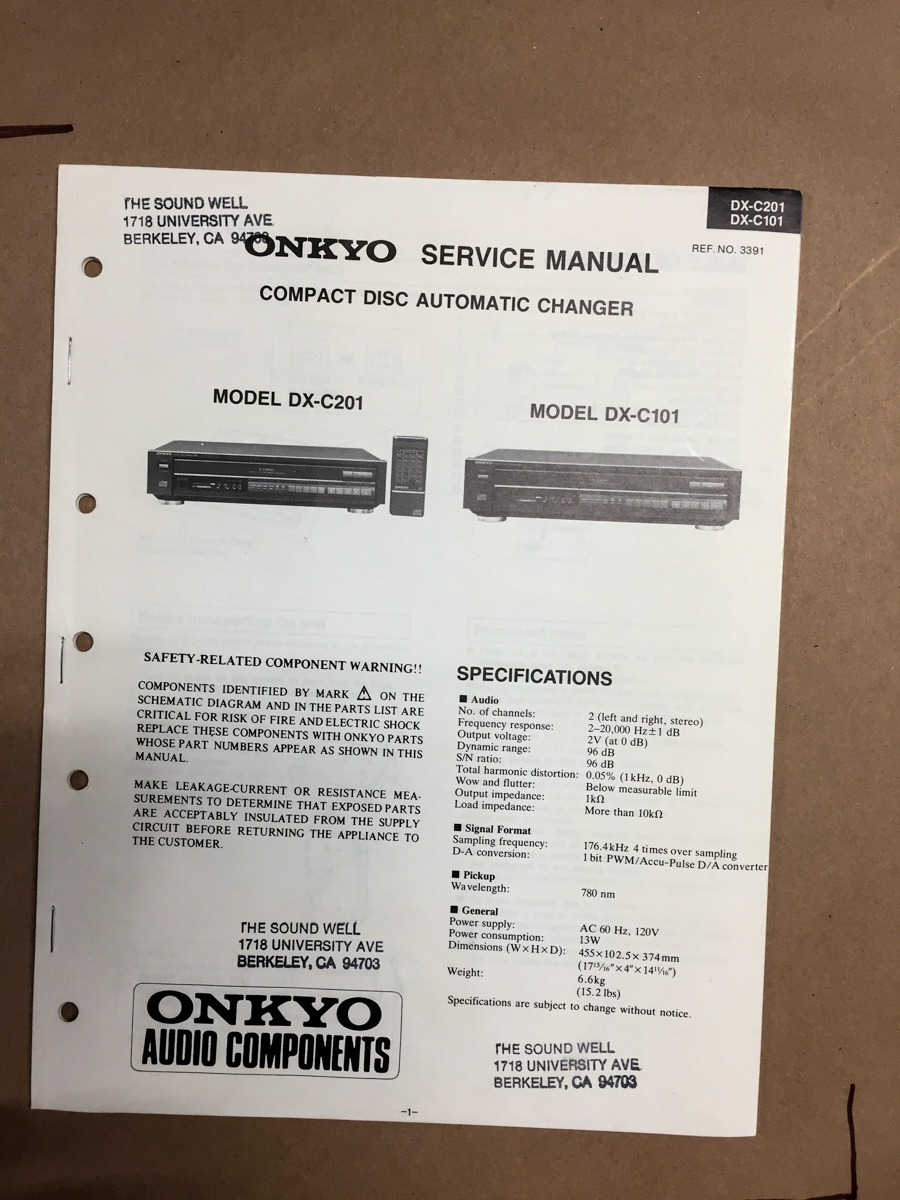 THE SOUND WELL
1718 UNIVERSITY AVE
BERKELEY, CA 94703
DX-C201
DX-C101
REF. NO. 3391
ONKYO SERVICE MANUAL
COMPACT DISC AUTOMATIC CHANGER
MODEL DX-C201
MODEL DX-C101
ONKYO
ONKYO
ONKYO
SAFETY-RELATED COMPONENT WARNING!!
COMPONENTS IDENTIFIED BY MARK ⚠ ON THE
SCHEMATIC DIAGRAM AND IN THE PARTS LIST ARE
CRITICAL FOR RISK OF FIRE AND ELECTRIC SHOCK
REPLACE THESE COMPONENTS WITH ONKYO PARTS
WHOSE PART NUMBERS APPEAR AS SHOWN IN THIS
MANUAL.
MAKE LEAKAGE-CURRENT OR RESISTANCE MEA-
SUREMENTS TO DETERMINE THAT EXPOSED PARTS
ARE ACCEPTABLY INSULATED FROM THE SUPPLY
CIRCUIT BEFORE RETURNING THE APPLIANCE TO
THE CUSTOMER.
SPECIFICATIONS
■ Audio
No. of channels: 2 (left and right, stereo)
Frequency response: 2–20,000 Hz±1 dB
Output voltage: 2V (at 0 dB)
Dynamic range: 96 dB
S/N ratio: 96 dB
Total harmonic distortion: 0.05% (1kHz, 0 dB)
Wow and flutter: Below measurable limit
Output impedance: 1kΩ
Load impedance: More than 10kΩ
■ Signal Format
Sampling frequency: 176.4kHz 4 times over sampling
D-A conversion: 1 bit PWM/Accu-Pulse D/A converter
■ Pickup
Wavelength: 780 nm
■ General
Power supply: AC 60 Hz, 120V
Power consumption: 13W
Dimensions (W×H×D): 455×102.5×374mm
(17¹⁵/₁₆″×4″×14¹¹/₁₆″)
Weight: 6.6kg
(15.2 lbs)
Specifications are subject to change without notice.
THE SOUND WELL
1718 UNIVERSITY AVE
BERKELEY, CA 94703
ONKYO
AUDIO COMPONENTS
THE SOUND WELL
1718 UNIVERSITY AVE
BERKELEY, CA 94703
–1–